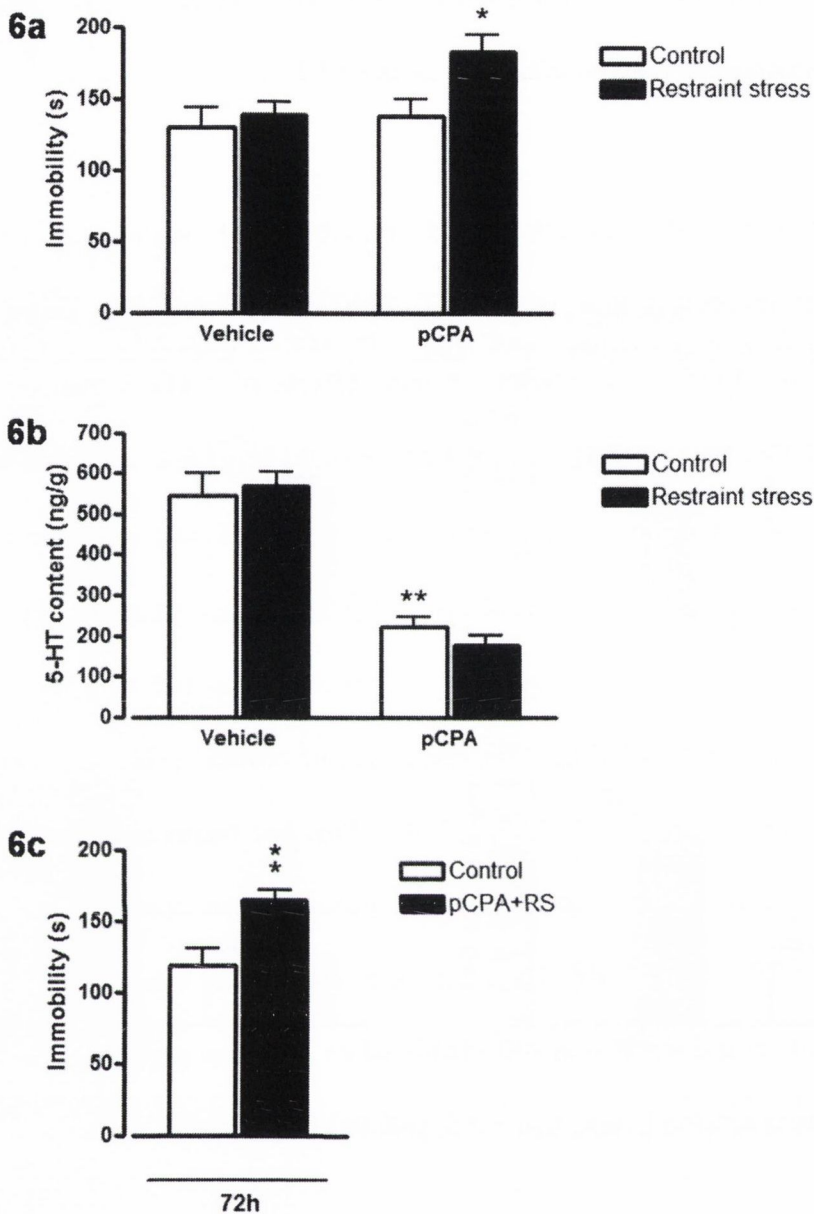 6a
200
150
100
50
0
Immobility (s)
*
Vehicle
pCPA
Control
Restraint stress
6b
700
600
500
400
300
200
100
0
5-HT content (ng/g)
**
Vehicle
pCPA
Control
Restraint stress
6c
200
150
100
50
0
Immobility (s)
*
*
72h
Control
pCPA+RS